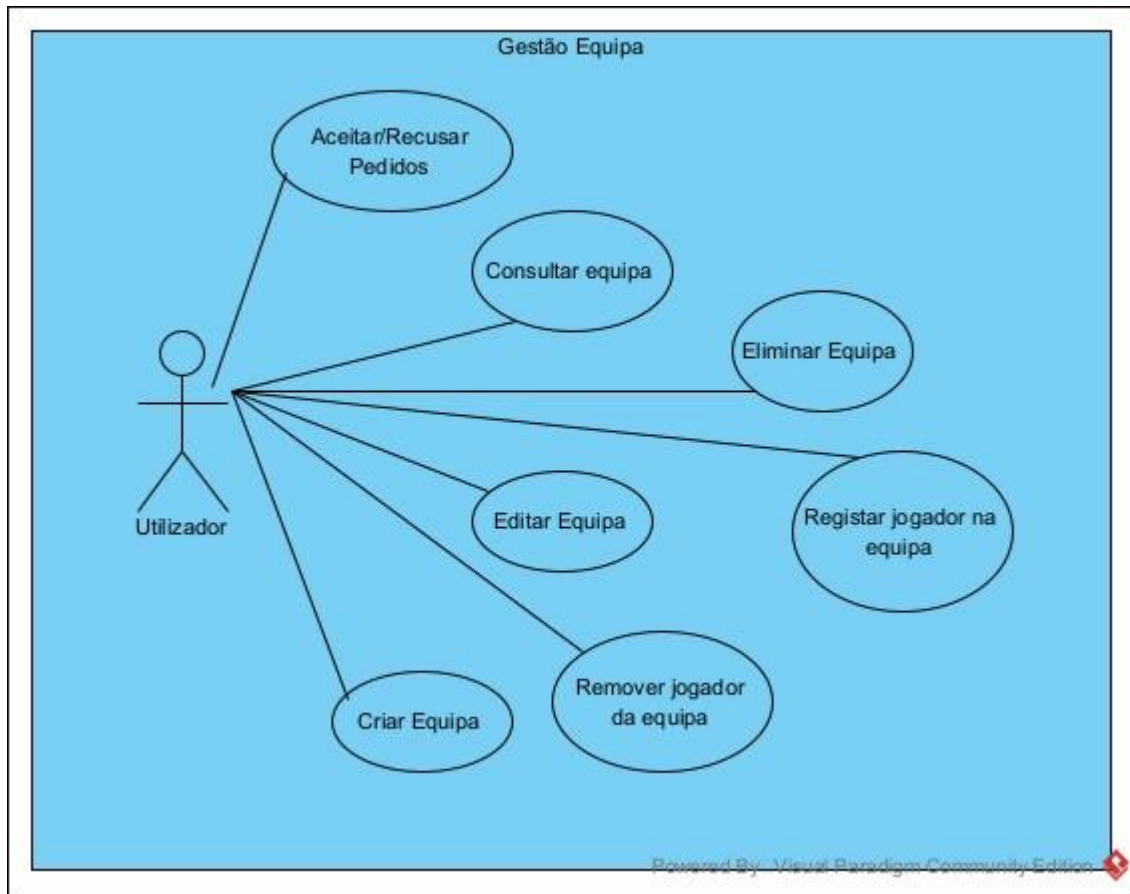 Gestão Equipa
Aceitar/Recusar
Pedidos
Consultar equipa
Eliminar Equipa
Editar Equipa
Registar jogador na
equipa
Utilizador
Criar Equipa
Remover jogador
da equipa
Powered By Visual Paradigm Community Edition